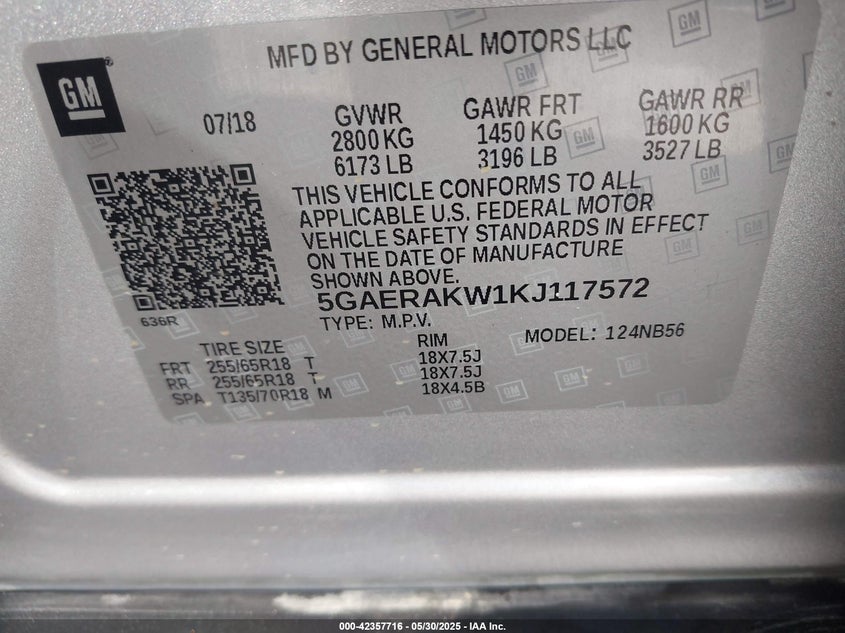 MFD BY GENERAL MOTORS LLC
GM
07/18
GVWR GAWR FRT GAWR RR
2800 KG 1450 KG 1600 KG
6173 LB 3196 LB 3527 LB
THIS VEHICLE CONFORMS TO ALL
APPLICABLE U.S. FEDERAL MOTOR
VEHICLE SAFETY STANDARDS IN EFFECT
ON THE DATE OF MANUFACTURE
SHOWN ABOVE.
5GAERAKW1KJ117572
636R
TYPE: M.P.V. MODEL: 124NB56
TIRE SIZE RIM
FRT 255/65R18 T 18X7.5J
RR 255/65R18 T 18X7.5J
SPA T135/70R18 M 18X4.5B
000-42357716 - 05/30/2025 - IAA Inc.